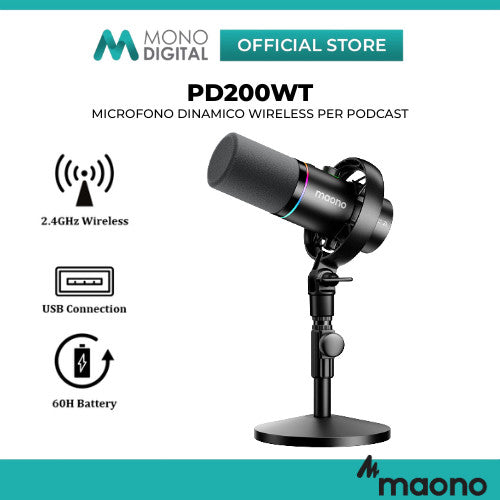 MONO
DIGITAL
OFFICIAL STORE
PD200WT
MICROFONO DINAMICO WIRELESS PER PODCAST
maono
2.4GHz Wireless
USB Connection
60H Battery
maono